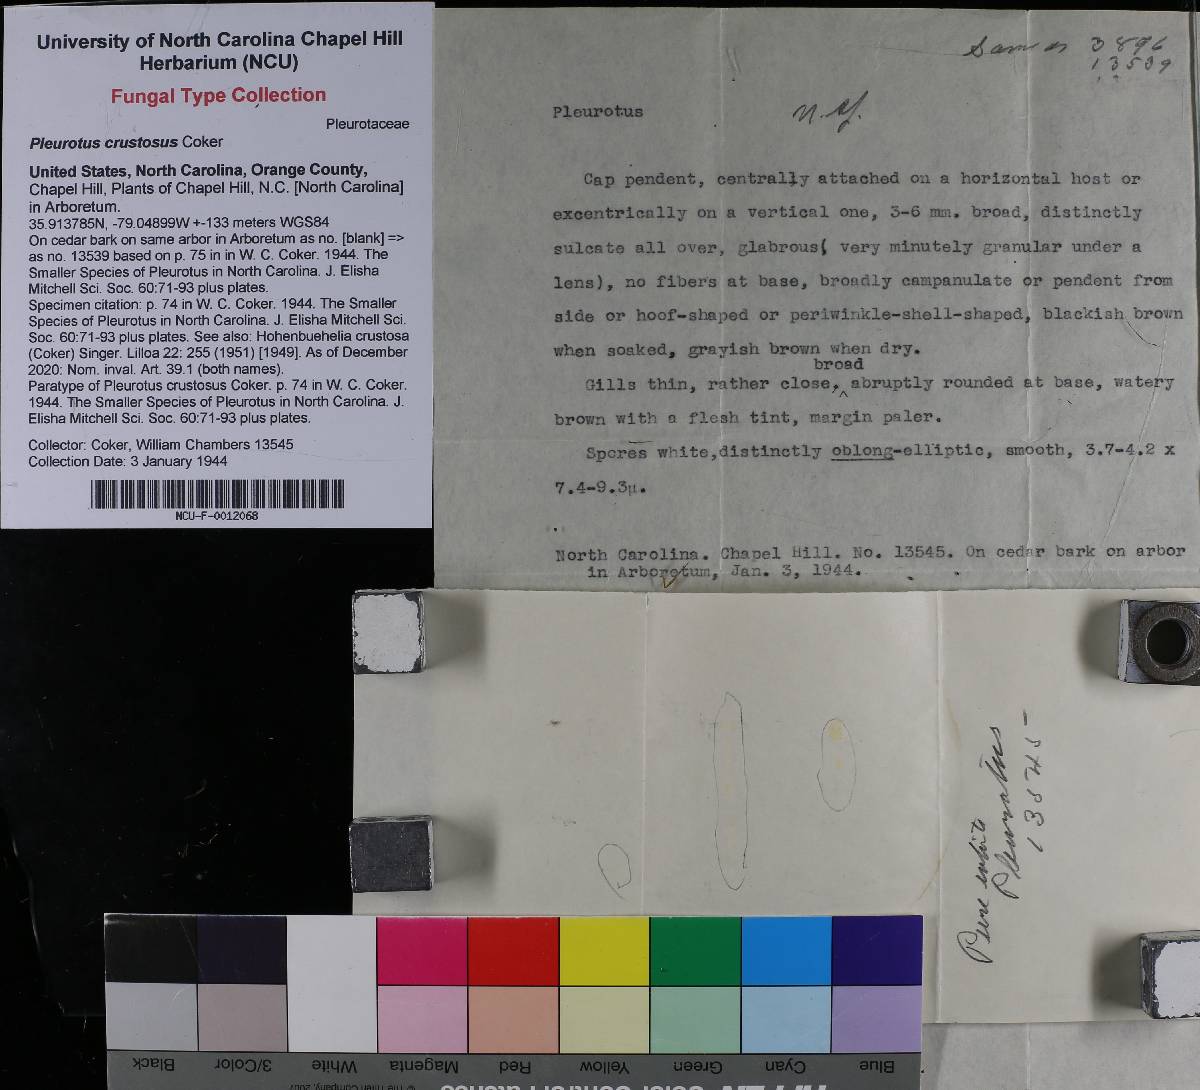 University of North Carolina Chapel Hill
Herbarium (NCU)
Fungal Type Collection
Pleurotaceae
Pleurotus crustosus Coker
United States, North Carolina, Orange County,
Chapel Hill, Plants of Chapel Hill, N.C. [North Carolina]
in Arboretum.
35.913785N, -79.04899W +-133 meters WGS84
On cedar bark on same arbor in Arboretum as no. [blank] =>
as no. 13539 based on p. 75 in in W. C. Coker. 1944. The
Smaller Species of Pleurotus in North Carolina. J. Elisha
Mitchell Sci. Soc. 60:71-93 plus plates.
Specimen citation: p. 74 in W. C. Coker. 1944. The Smaller
Species of Pleurotus in North Carolina. J. Elisha Mitchell Sci.
Soc. 60:71-93 plus plates. See also: Hohenbuehelia crustosa
(Coker) Singer. Lilloa 22: 255 (1951) [1949]. As of December
2020: Nom. inval. Art. 39.1 (both names).
Paratype of Pleurotus crustosus Coker. p. 74 in W. C. Coker.
1944. The Smaller Species of Pleurotus in North Carolina. J.
Elisha Mitchell Sci. Soc. 60:71-93 plus plates.
Collector: Coker, William Chambers 13545
Collection Date: 3 January 1944
NCU-F-0012068
Same as 3896
13539
Pleurotus
Cap pendent, centrally attached on a horizontal host or
excentrically on a vertical one, 3-6 mm. broad, distinctly
sulcate all over, glabrous( very minutely granular under a
lens), no fibers at base, broadly campanulate or pendent from
side or hoof-shaped or periwinkle-shell-shaped, blackish brown
when soaked, grayish brown when dry.
broad
Gills thin, rather close,^abruptly rounded at base, watery
brown with a flesh tint, margin paler.
Spores white,distinctly oblong-elliptic, smooth, 3.7-4.2 x
7.4-9.3µ.
North Carolina. Chapel Hill. No. 13545. On cedar bark on arbor
in Arboretum, Jan. 3, 1944.
Pure white
Pleurotus
13545-
Black
3/Color
White
Magenta
Red
Yellow
Green
Cyan
Blue